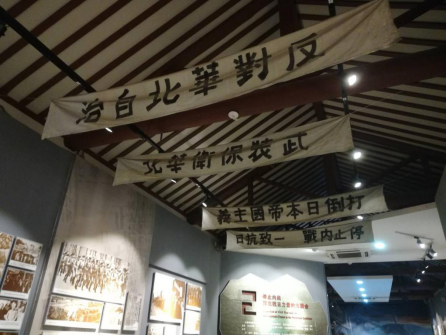 反對華北自治
武裝保衛華北
打倒日本帝國主義
停止内戰 一致抗日